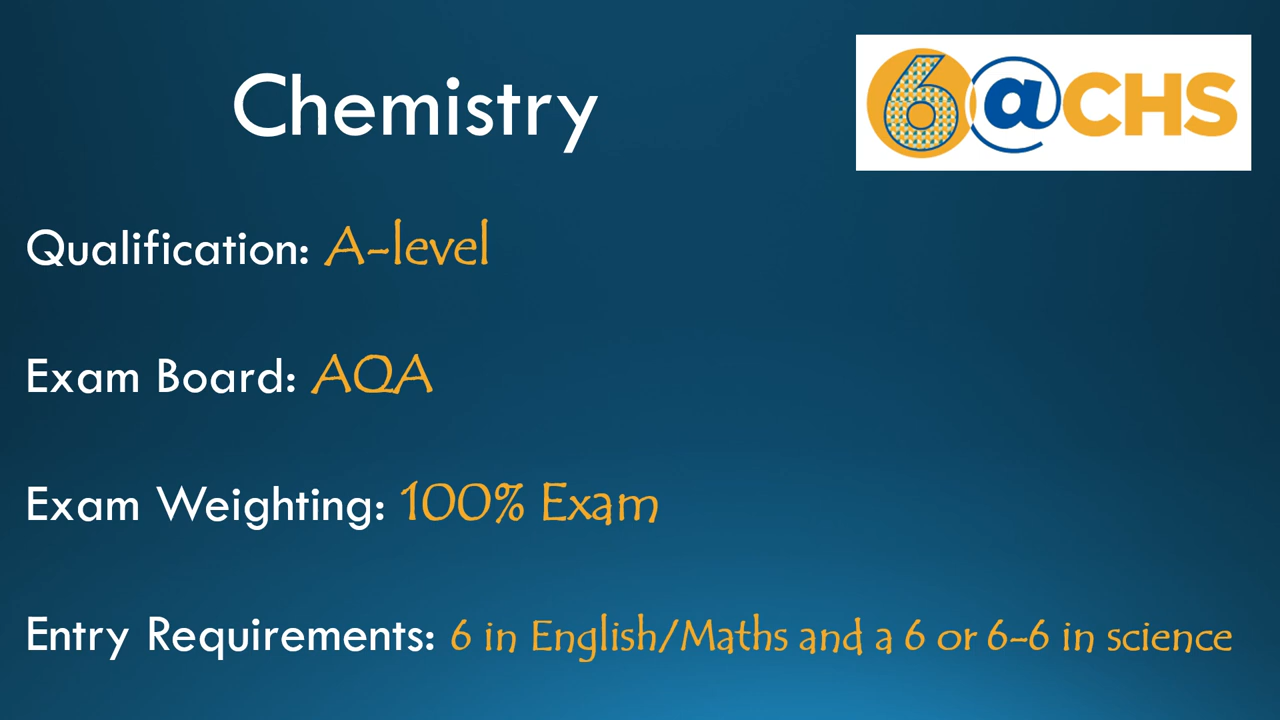 Chemistry
6@CHS
Qualification: A-level
Exam Board: AQA
Exam Weighting: 100% Exam
Entry Requirements: 6 in English/Maths and a 6 or 6-6 in science